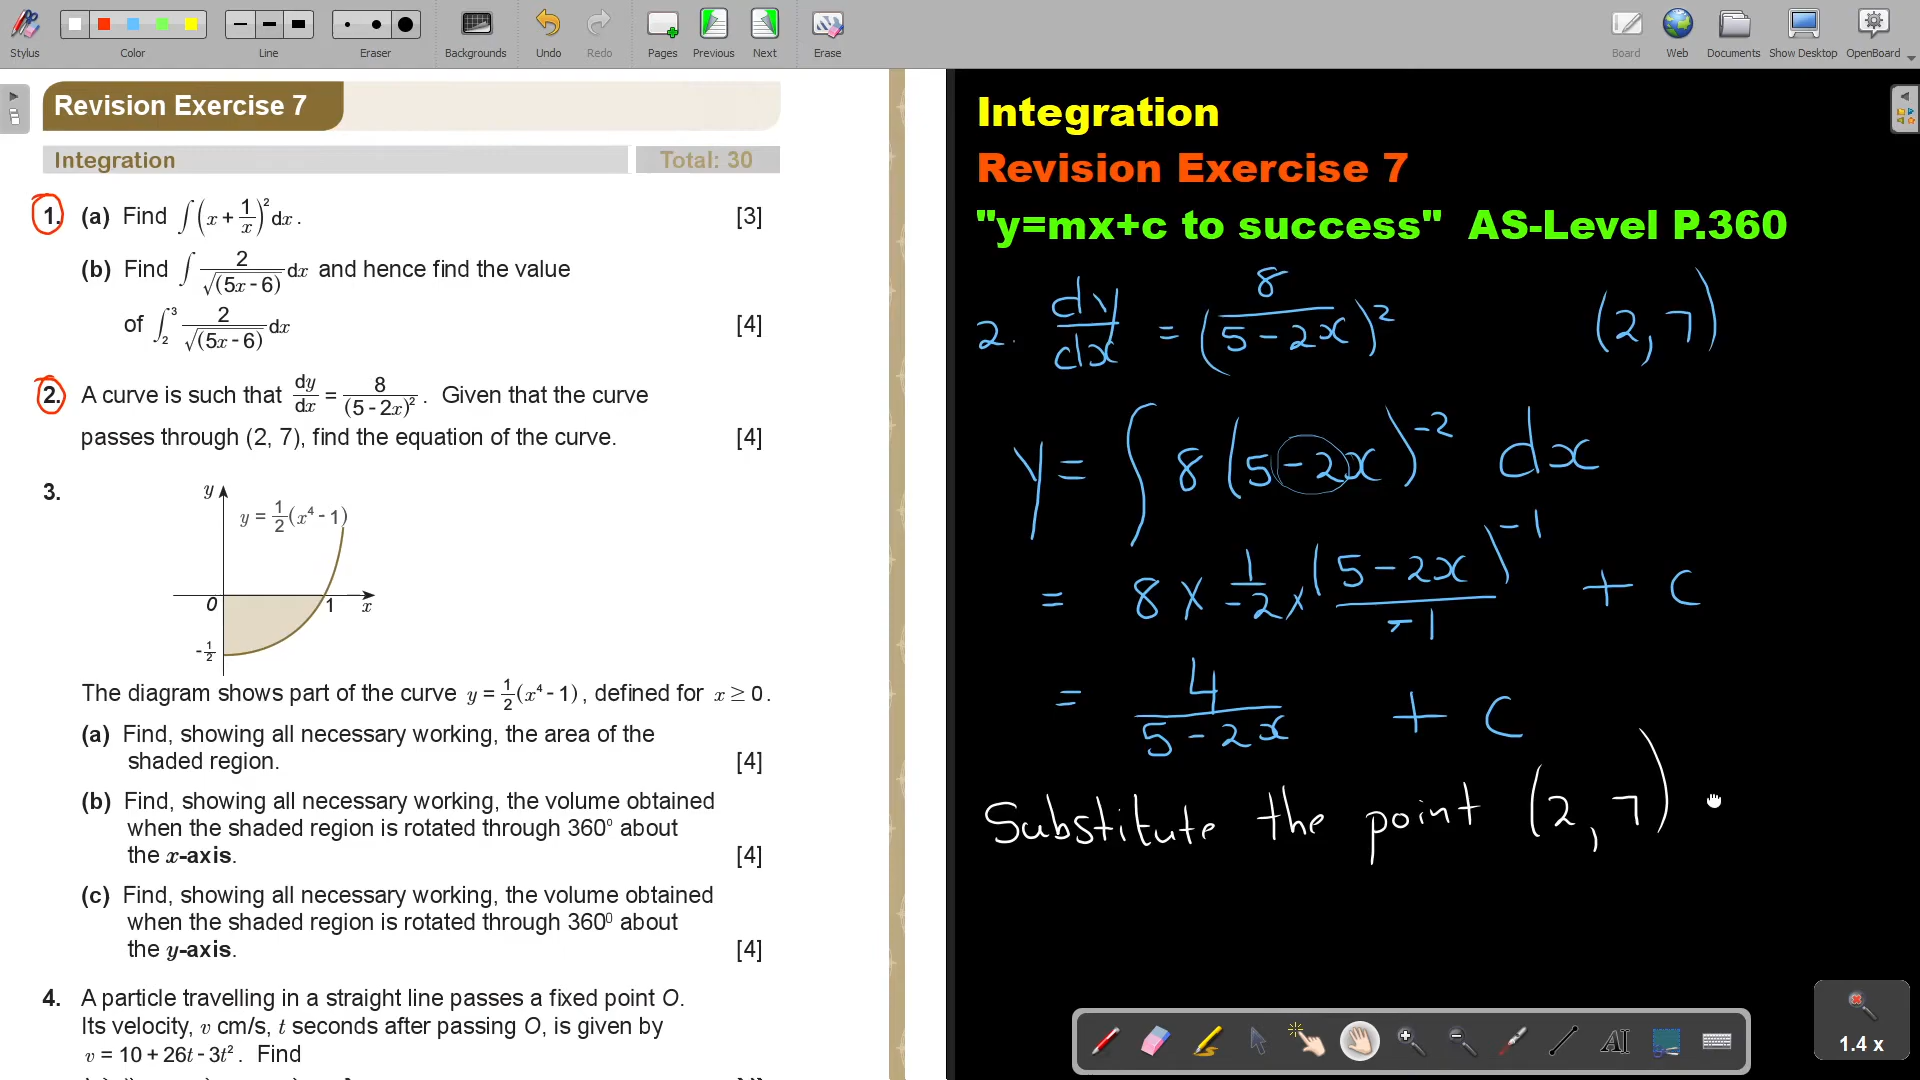 Stylus Color Line Eraser Backgrounds Undo Redo Pages Previous Next Erase Board Web Documents Show Desktop OpenBoard
Revision Exercise 7
Integration Total: 30
1. (a) Find ∫(x + 1/x)² dx. [3]
(b) Find ∫ 2/√(5x - 6) dx and hence find the value
of ∫₂³ 2/√(5x - 6) dx [4]
2. A curve is such that dy/dx = 8/(5 - 2x)². Given that the curve
passes through (2, 7), find the equation of the curve. [4]
3.
y
y = 1/2(x⁴ - 1)
0 1 x
-1/2
The diagram shows part of the curve y = 1/2(x⁴ - 1), defined for x ≥ 0.
(a) Find, showing all necessary working, the area of the
shaded region. [4]
(b) Find, showing all necessary working, the volume obtained
when the shaded region is rotated through 360° about
the x-axis. [4]
(c) Find, showing all necessary working, the volume obtained
when the shaded region is rotated through 360⁰ about
the y-axis. [4]
4. A particle travelling in a straight line passes a fixed point O.
Its velocity, v cm/s, t seconds after passing O, is given by
v = 10 + 26t - 3t². Find
Integration
Revision Exercise 7
"y=mx+c to success" AS-Level P.360
2. dy/dx = 8/(5 - 2x)² (2, 7)
y = ∫ 8(5 - 2x)⁻² dx
= 8 × 1/-2 × (5 - 2x)⁻¹/-1 + c
= 4/(5 - 2x) + c
Substitute the point (2, 7)
1.4 x